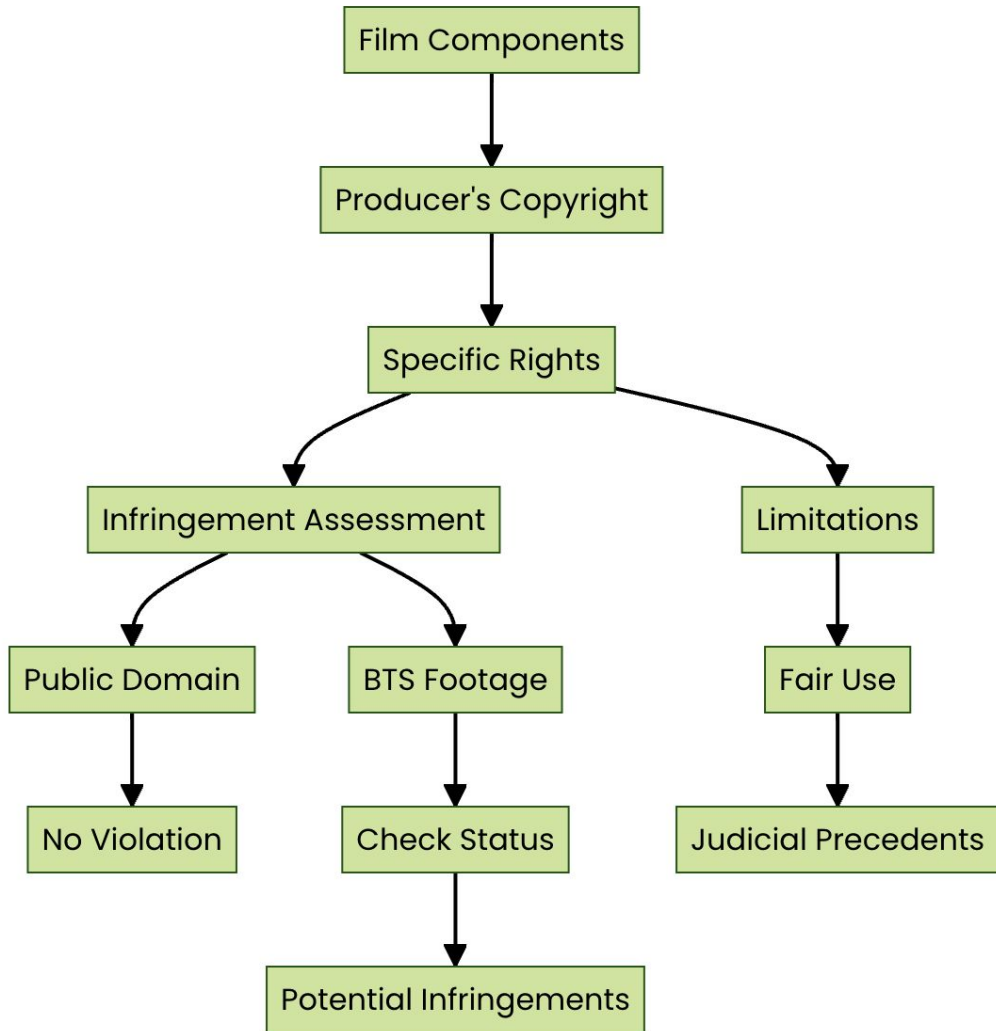 Film Components
Producer's Copyright
Specific Rights
Infringement Assessment
Limitations
Public Domain
BTS Footage
Fair Use
No Violation
Check Status
Judicial Precedents
Potential Infringements